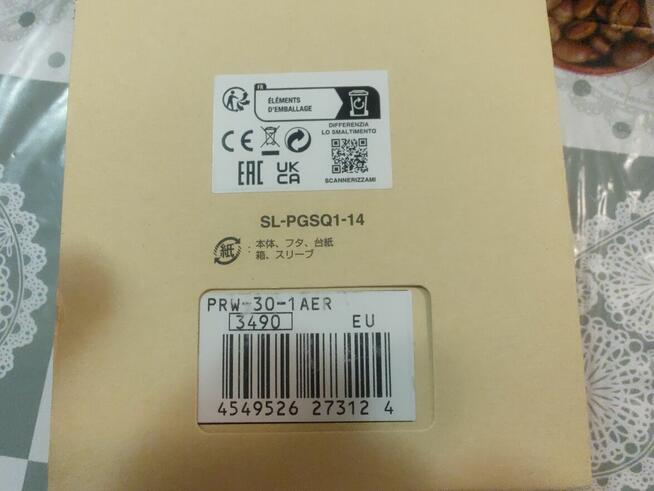 FR
ÉLÉMENTS
D'EMBALLAGE
DIFFERENZIA
LO SMALTIMENTO
CE
EAC
UK
CA
SCANNERIZZAMI
SL-PGSQ1-14
紙 : 本体、フタ、台紙
箱、スリーブ
PRW-30-1AER
3490 EU
4549526 27312 4